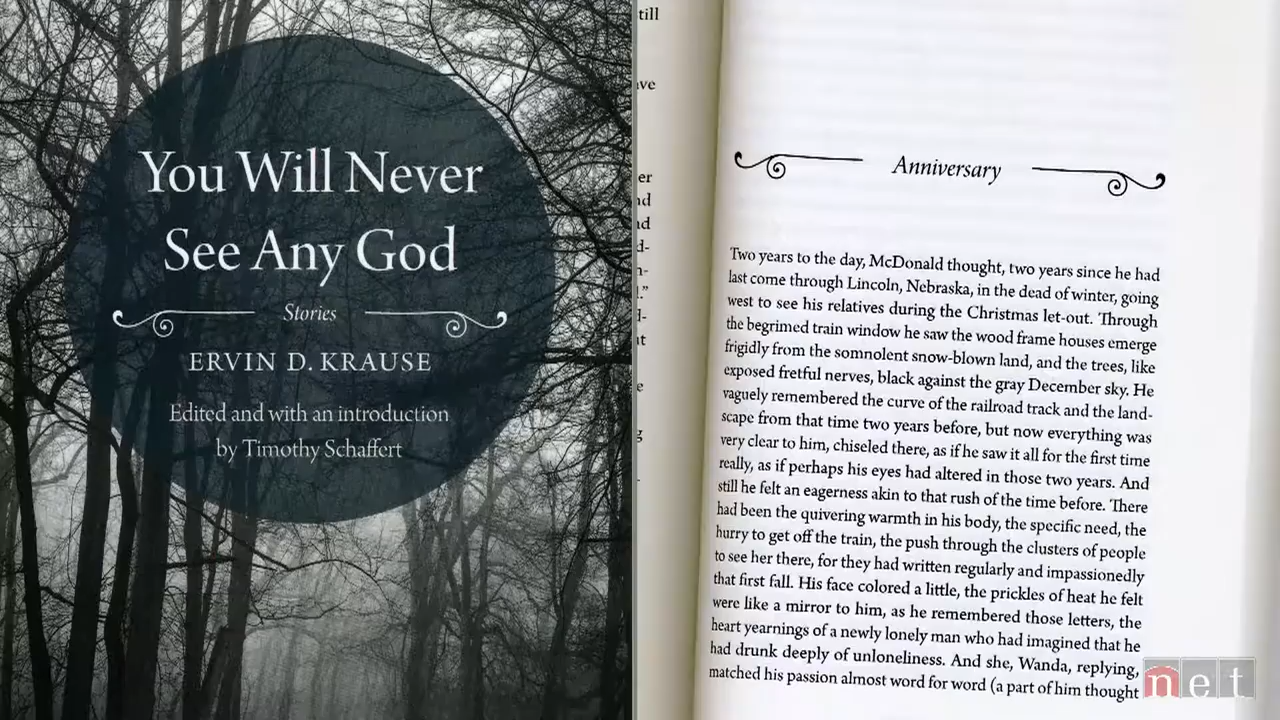 You Will Never
See Any God
Stories
ERVIN D. KRAUSE
Edited and with an introduction
by Timothy Schaffert
till
Anniversary
Two years to the day, McDonald thought, two years since he had
last come through Lincoln, Nebraska, in the dead of winter, going
west to see his relatives during the Christmas let-out. Through
the begrimed train window he saw the wood frame houses emerge
frigidly from the somnolent snow-blown land, and the trees, like
exposed fretful nerves, black against the gray December sky. He
vaguely remembered the curve of the railroad track and the land-
scape from that time two years before, but now everything was
very clear to him, chiseled there, as if he saw it all for the first time
really, as if perhaps his eyes had altered in those two years. And
still he felt an eagerness akin to that rush of the time before. There
had been the quivering warmth in his body, the specific need, the
hurry to get off the train, the push through the clusters of people
to see her there, for they had written regularly and impassionedly
that first fall. His face colored a little, the prickles of heat he felt
were like a mirror to him, as he remembered those letters, the
heart yearnings of a newly lonely man who had imagined that he
had drunk deeply of unloneliness. And she, Wanda, replying,
matched his passion almost word for word (a part of him thought
net